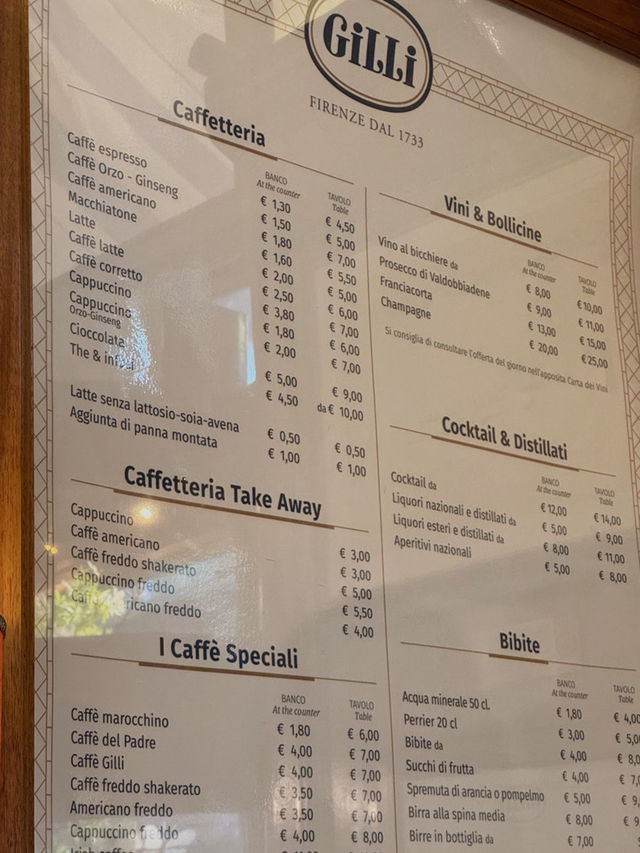 GiLLi
FIRENZE DAL 1733
Caffetteria
BANCO At the counter TAVOLO Table
Caffè espresso € 1,30 € 4,50
Caffè Orzo - Ginseng € 1,50 € 5,00
Caffè americano € 1,80 € 7,00
Macchiatone € 1,60 € 5,50
Latte € 2,00 € 5,00
Caffè latte € 2,50 € 6,00
Caffè corretto € 3,80 € 7,00
Cappuccino € 1,80 € 6,00
Cappuccino € 2,00 € 7,00
Orzo-Ginseng
Cioccolata € 5,00 € 9,00
The & € 4,50 da € 10,00
Latte senza lattosio-soia-avena € 0,50 € 0,50
Aggiunta di panna montata € 1,00 € 1,00
Caffetteria Take Away
Cappuccino € 3,00
Caffè americano € 3,00
Caffè freddo shakerato € 5,00
Cappuccino freddo € 5,50
freddo € 4,00
I Caffè Speciali
BANCO At the counter TAVOLO Table
Caffè marocchino € 1,80 € 6,00
Caffè del Padre € 4,00 € 7,00
Caffè Gilli € 4,00 € 7,00
Caffè freddo shakerato € 3,50 € 7,00
Americano freddo € 3,50 € 7,00
Cappuccino freddo € 4,00 € 8,00
Vini & Bollicine
BANCO At the counter TAVOLO Table
Vino al bicchiere da € 8,00 € 10,00
Prosecco di Valdobbiadene € 9,00 € 11,00
Franciacorta € 13,00 € 15,00
Champagne € 20,00 € 25,00
Si consiglia di consultare l'offerta del giorno nell'apposita Carta dei Vini
Cocktail & Distillati
BANCO At the counter TAVOLO Table
Cocktail da € 12,00 € 14,00
Liquori nazionali e distillati da € 5,00 € 9,00
Liquori esteri e distillati da € 8,00 € 11,00
Aperitivi nazionali € 5,00 € 8,00
Bibite
BANCO At the counter TAVOLO Table
Acqua minerale 50 cl. € 1,80 € 4,00
Perrier 20 cl € 3,00 €
Bibite da € 4,00 €
Succhi di frutta € 4,00 €
Spremuta di arancia o pompelmo € 5,00 €
Birra alla spina media € 8,00 €
Birre in bottiglia da € 7,00